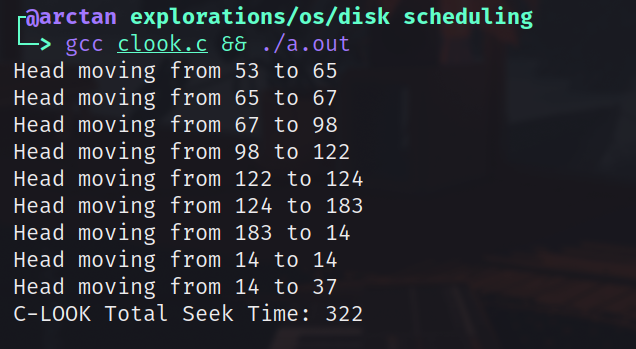 @arctan explorations/os/disk scheduling
> gcc clook.c && ./a.out
Head moving from 53 to 65
Head moving from 65 to 67
Head moving from 67 to 98
Head moving from 98 to 122
Head moving from 122 to 124
Head moving from 124 to 183
Head moving from 183 to 14
Head moving from 14 to 14
Head moving from 14 to 37
C-LOOK Total Seek Time: 322